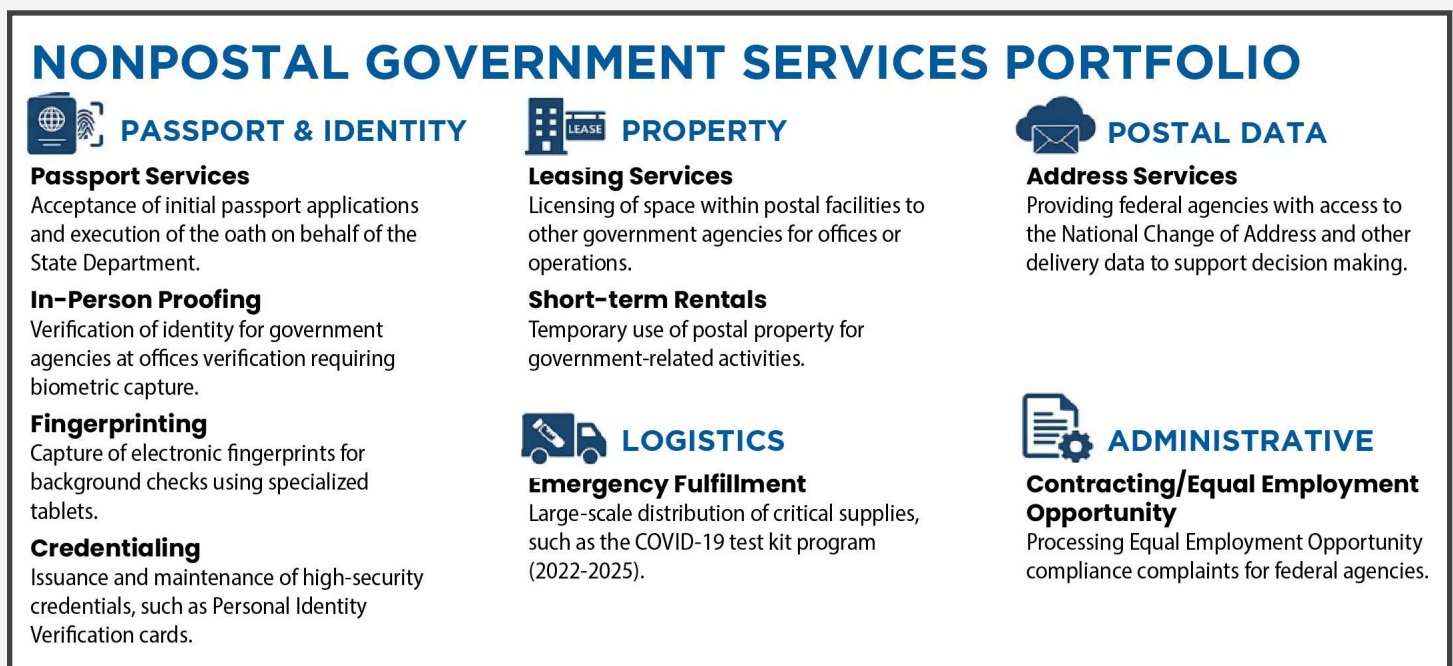 NONPOSTAL GOVERNMENT SERVICES PORTFOLIO
PASSPORT & IDENTITY
Passport Services
Acceptance of initial passport applications
and execution of the oath on behalf of the
State Department.
In-Person Proofing
Verification of identity for government
agencies at offices verification requiring
biometric capture.
Fingerprinting
Capture of electronic fingerprints for
background checks using specialized
tablets.
Credentialing
Issuance and maintenance of high-security
credentials, such as Personal Identity
Verification cards.
LEASE
PROPERTY
Leasing Services
Licensing of space within postal facilities to
other government agencies for offices or
operations.
Short-term Rentals
Temporary use of postal property for
government-related activities.
LOGISTICS
Emergency Fulfillment
Large-scale distribution of critical supplies,
such as the COVID-19 test kit program
(2022-2025).
POSTAL DATA
Address Services
Providing federal agencies with access to
the National Change of Address and other
delivery data to support decision making.
ADMINISTRATIVE
Contracting/Equal Employment
Opportunity
Processing Equal Employment Opportunity
compliance complaints for federal agencies.